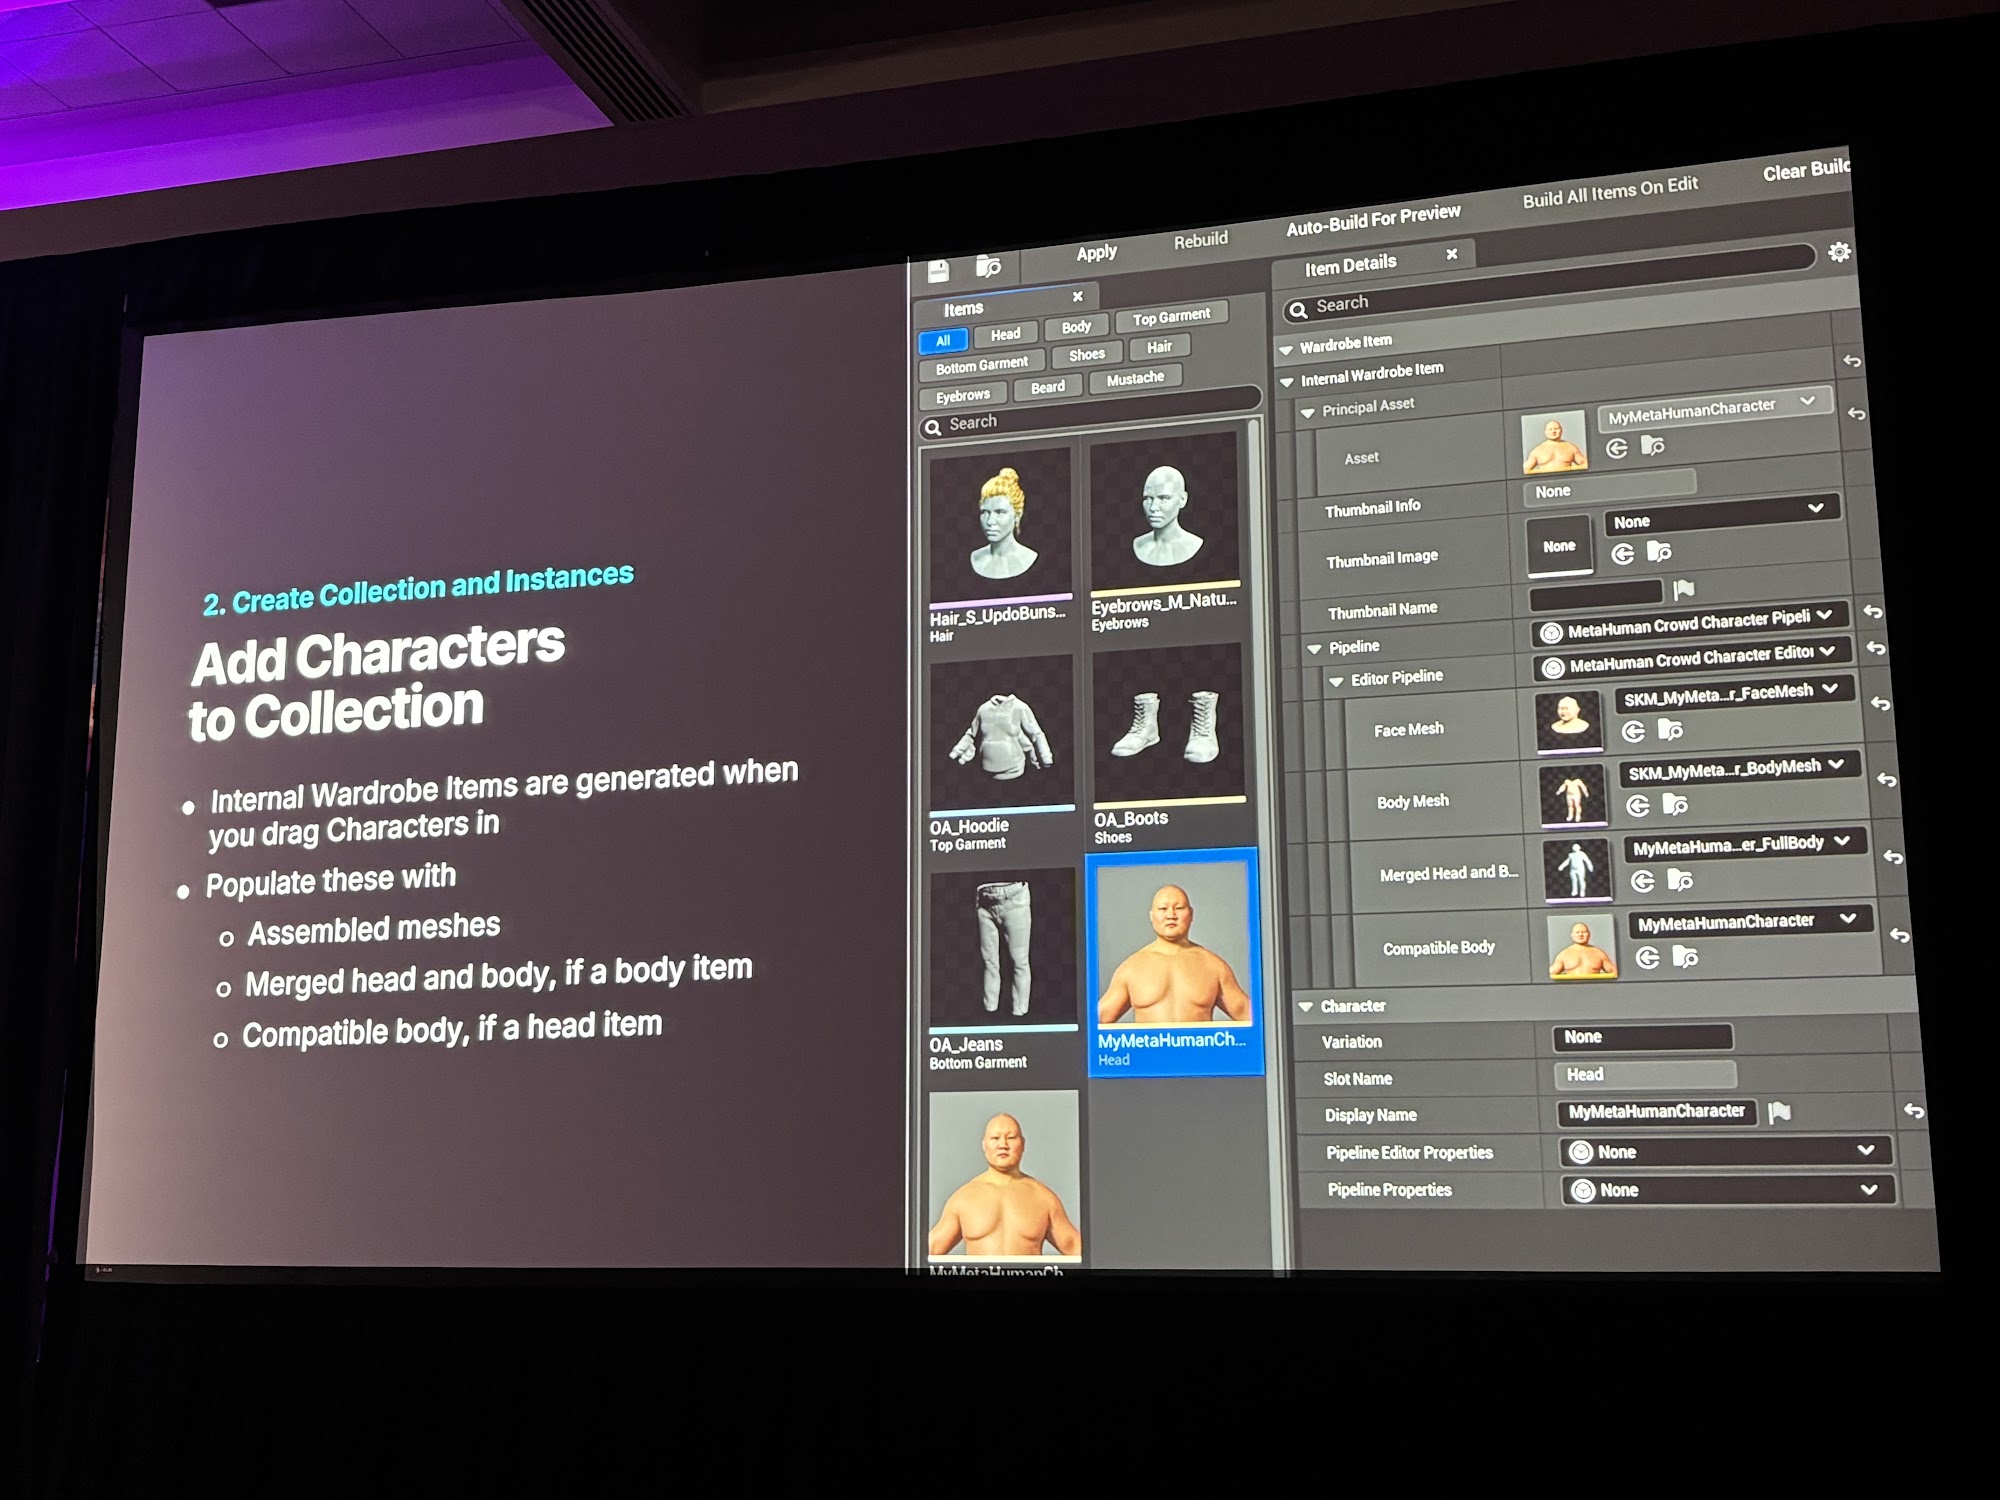 2. Create Collection and Instances
Add Characters
to Collection
Internal Wardrobe Items are generated when
you drag Characters in
Populate these with
Assembled meshes
Merged head and body, if a body item
Compatible body, if a head item
Apply
Rebuild
Auto-Build For Preview
Build All Items On Edit
Clear Build
Items
All
Head
Body
Top Garment
Bottom Garment
Shoes
Hair
Eyebrows
Beard
Mustache
Search
Hair_S_UpdoBuns...
Hair
Eyebrows_M_Natu...
Eyebrows
OA_Hoodie
Top Garment
OA_Boots
Shoes
OA_Jeans
Bottom Garment
MyMetaHumanCh...
Head
MyMetaHumanCh
Item Details
Search
Wardrobe Item
Internal Wardrobe Item
Principal Asset
Asset
MyMetaHumanCharacter
Thumbnail Info
None
Thumbnail Image
None
None
Thumbnail Name
Pipeline
MetaHuman Crowd Character Pipeli
Editor Pipeline
MetaHuman Crowd Character Editor
Face Mesh
SKM_MyMeta...r_FaceMesh
Body Mesh
SKM_MyMeta...r_BodyMesh
Merged Head and B...
MyMetaHuma...er_FullBody
Compatible Body
MyMetaHumanCharacter
Character
Variation
None
Slot Name
Head
Display Name
MyMetaHumanCharacter
Pipeline Editor Properties
None
Pipeline Properties
None